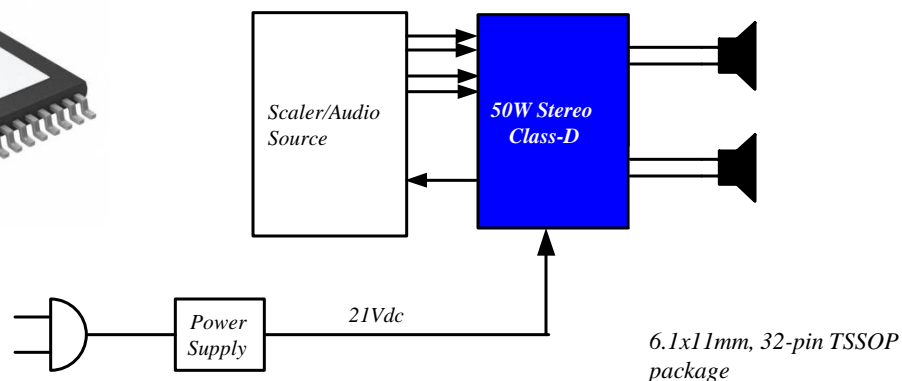 Scaler/Audio
Source
50W Stereo
Class-D
21Vdc
Power
Supply
6.1x11mm, 32-pin TSSOP
package